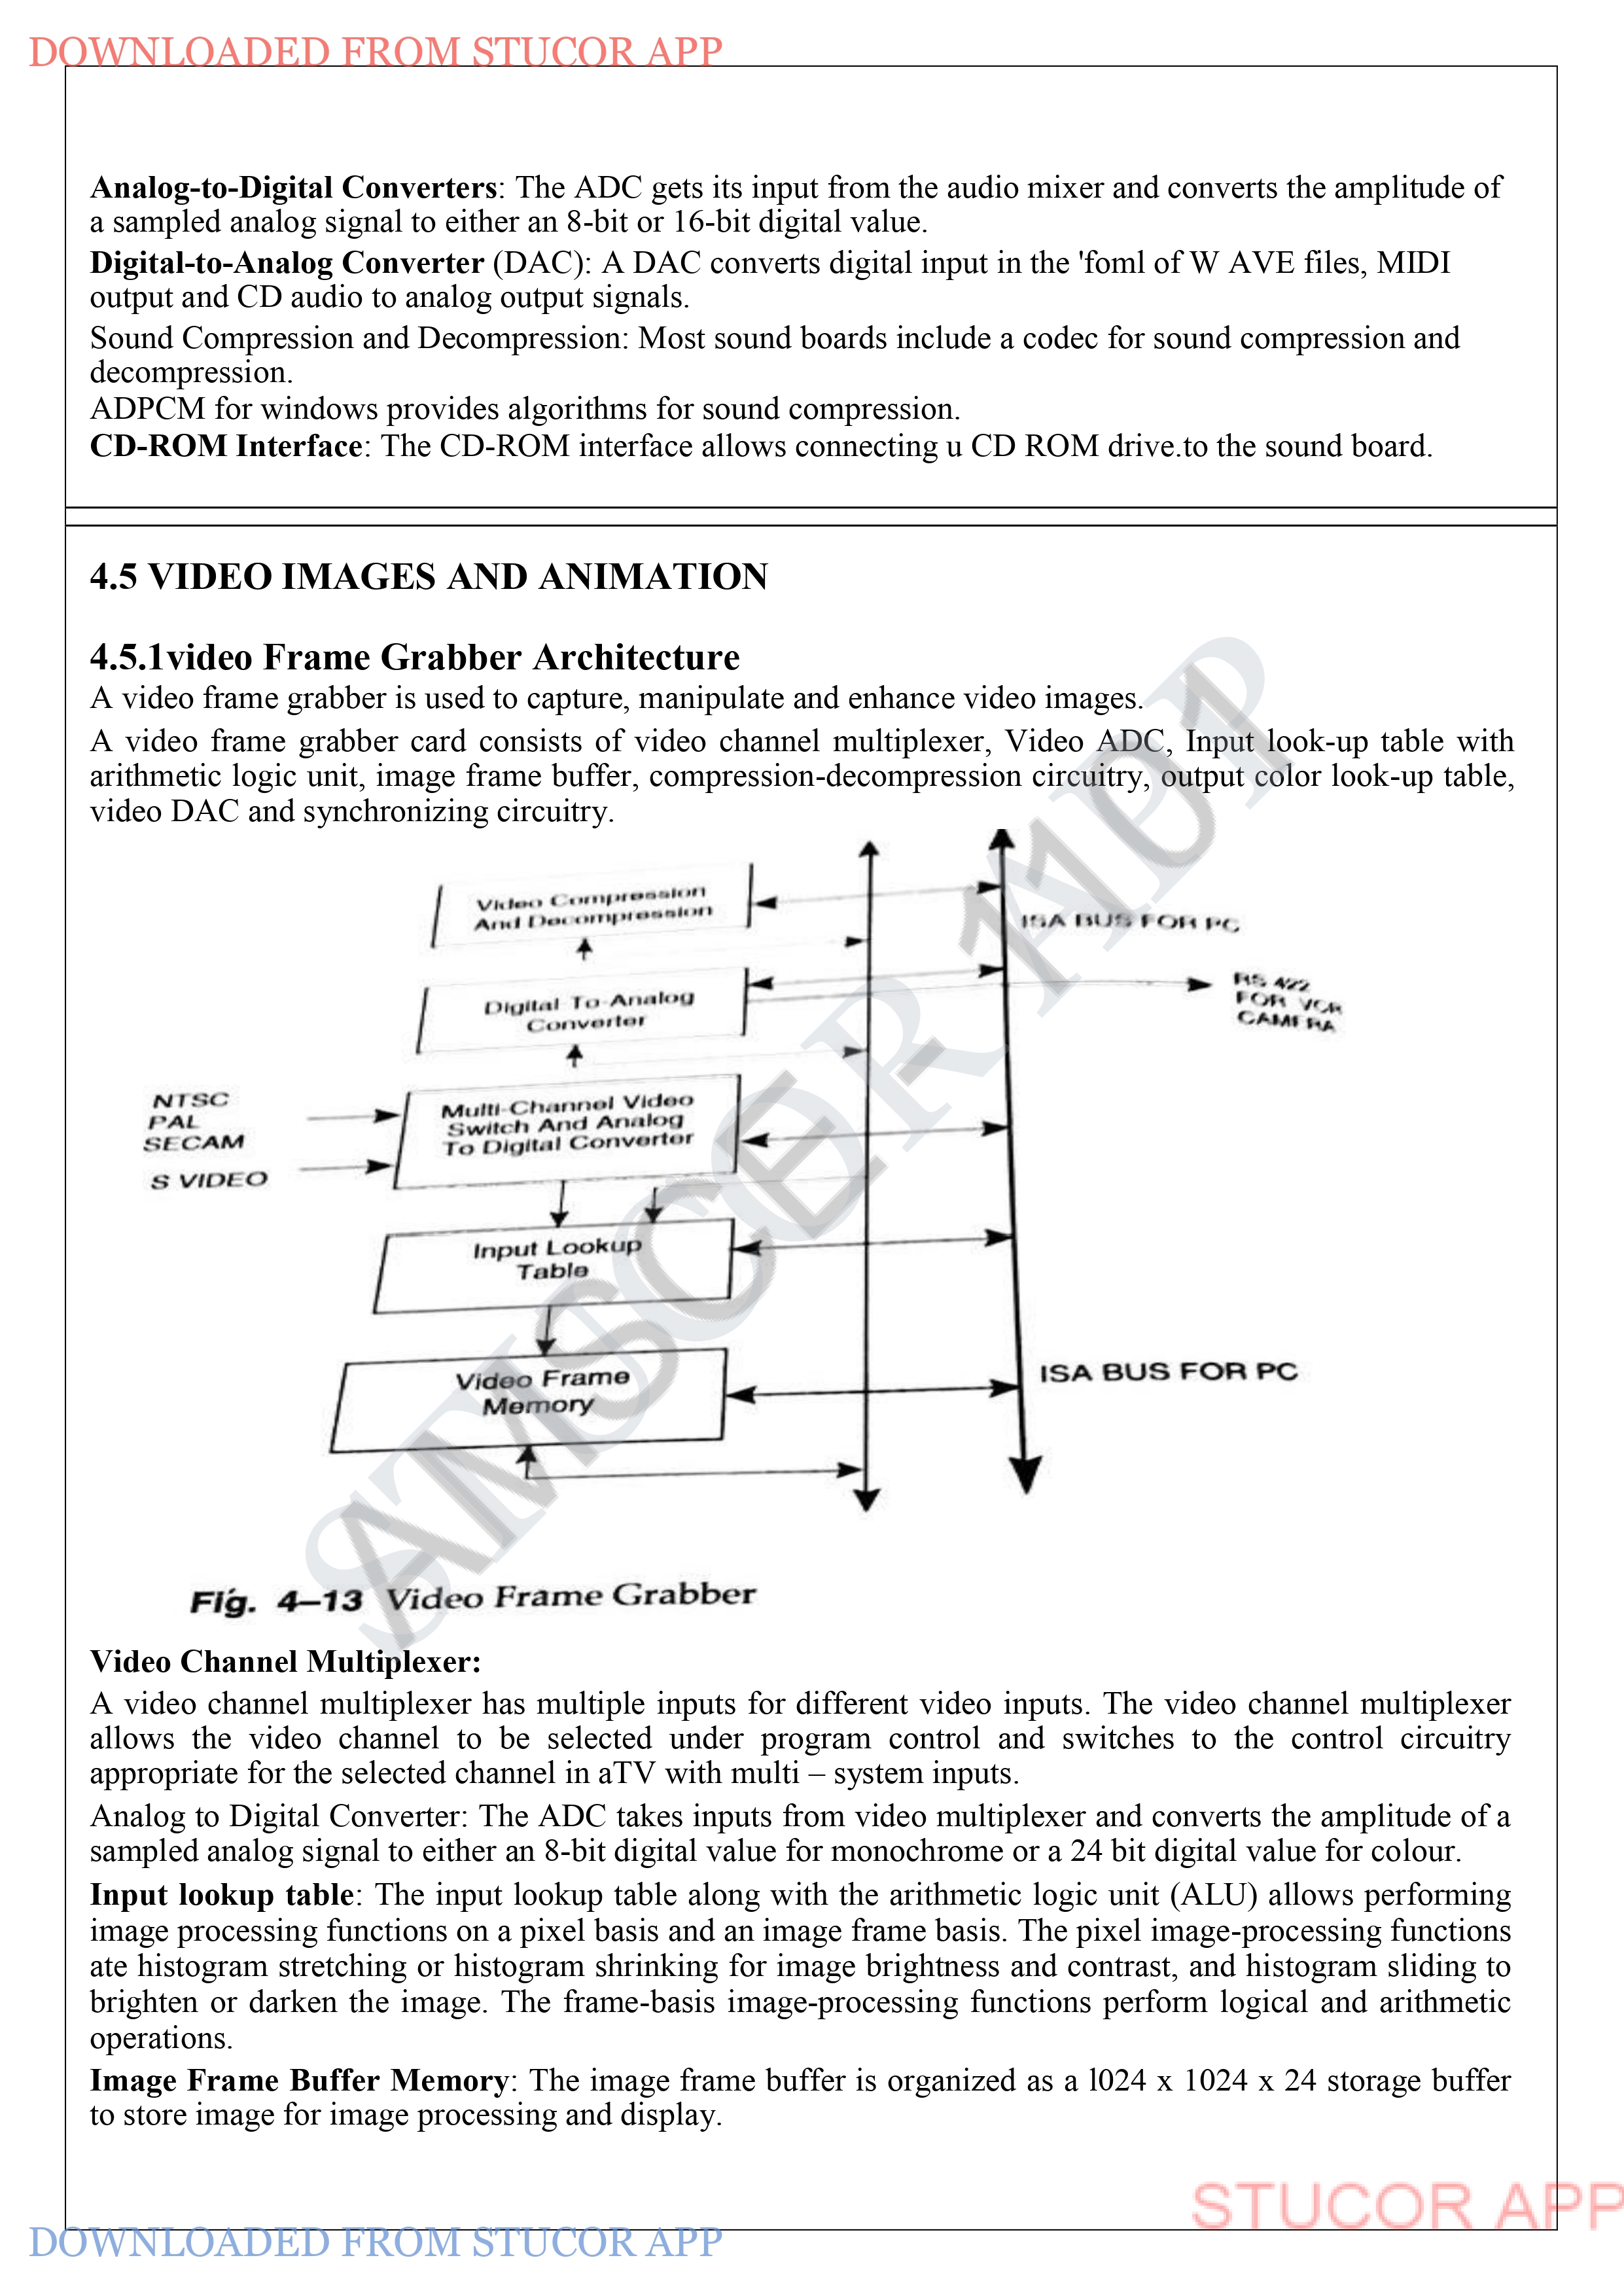 DOWNLOADED FROM STUCOR APP
Analog-to-Digital Converters: The ADC gets its input from the audio mixer and converts the amplitude of
a sampled analog signal to either an 8-bit or 16-bit digital value.
Digital-to-Analog Converter (DAC): A DAC converts digital input in the 'foml of W AVE files, MIDI
output and CD audio to analog output signals.
Sound Compression and Decompression: Most sound boards include a codec for sound compression and
decompression.
ADPCM for windows provides algorithms for sound compression.
CD-ROM Interface: The CD-ROM interface allows connecting u CD ROM drive.to the sound board.
4.5 VIDEO IMAGES AND ANIMATION
4.5.1video Frame Grabber Architecture
A video frame grabber is used to capture, manipulate and enhance video images.
A video frame grabber card consists of video channel multiplexer, Video ADC, Input look-up table with
arithmetic logic unit, image frame buffer, compression-decompression circuitry, output color look-up table,
video DAC and synchronizing circuitry.
Video Compression
And Decompression
ISA BUS FOR PC
Digital-To-Analog
Converter
RS 422
FOR VCR
CAMERA
NTSC
PAL
SECAM
S VIDEO
Multi-Channel Video
Switch And Analog
To Digital Converter
Input Lookup
Table
Video Frame
Memory
ISA BUS FOR PC
Fig. 4–13 Video Frame Grabber
Video Channel Multiplexer:
A video channel multiplexer has multiple inputs for different video inputs. The video channel multiplexer
allows the video channel to be selected under program control and switches to the control circuitry
appropriate for the selected channel in aTV with multi – system inputs.
Analog to Digital Converter: The ADC takes inputs from video multiplexer and converts the amplitude of a
sampled analog signal to either an 8-bit digital value for monochrome or a 24 bit digital value for colour.
Input lookup table: The input lookup table along with the arithmetic logic unit (ALU) allows performing
image processing functions on a pixel basis and an image frame basis. The pixel image-processing functions
ate histogram stretching or histogram shrinking for image brightness and contrast, and histogram sliding to
brighten or darken the image. The frame-basis image-processing functions perform logical and arithmetic
operations.
Image Frame Buffer Memory: The image frame buffer is organized as a l024 x 1024 x 24 storage buffer
to store image for image processing and display.
STUCOR APP
AMSCE-1101
STUCOR APP
DOWNLOADED FROM STUCOR APP